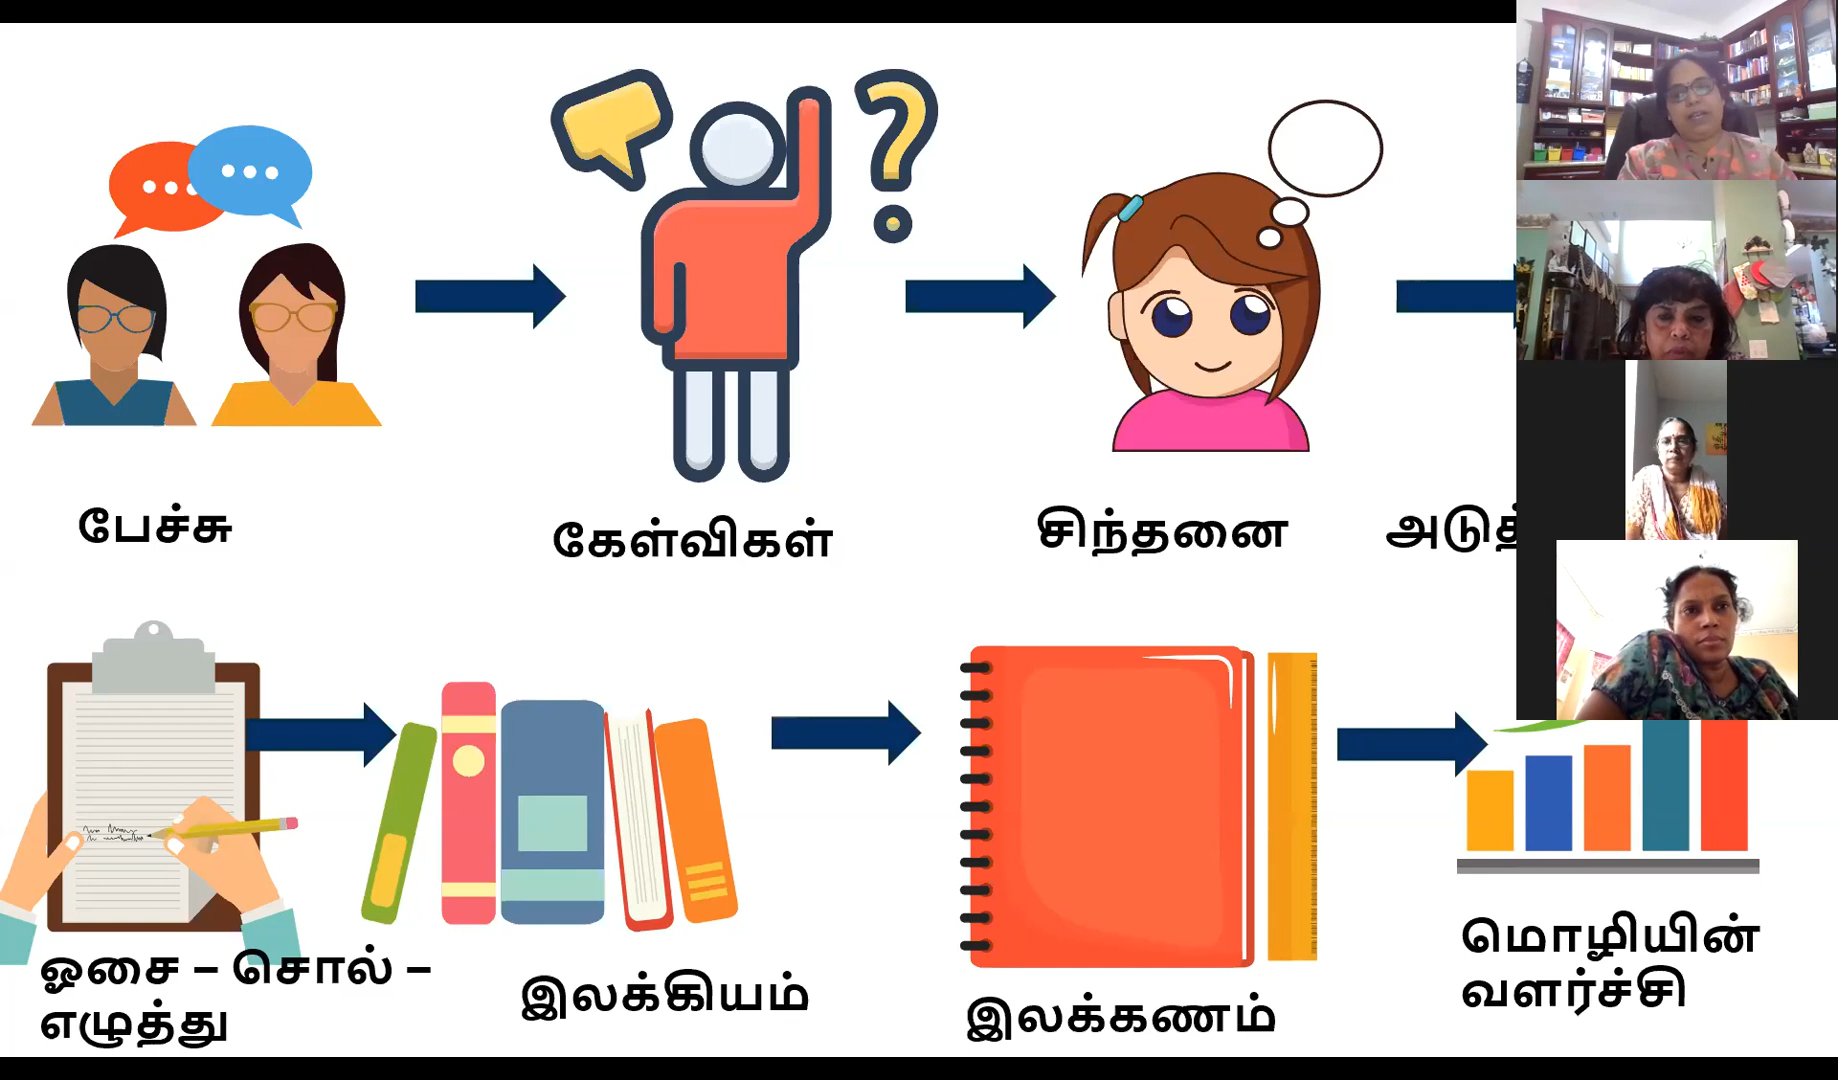 பேச்சு
கேள்விகள்
சிந்தனை
ஓசை – சொல் –
எழுத்து
இலக்கியம்
இலக்கணம்
மொழியின்
வளர்ச்சி